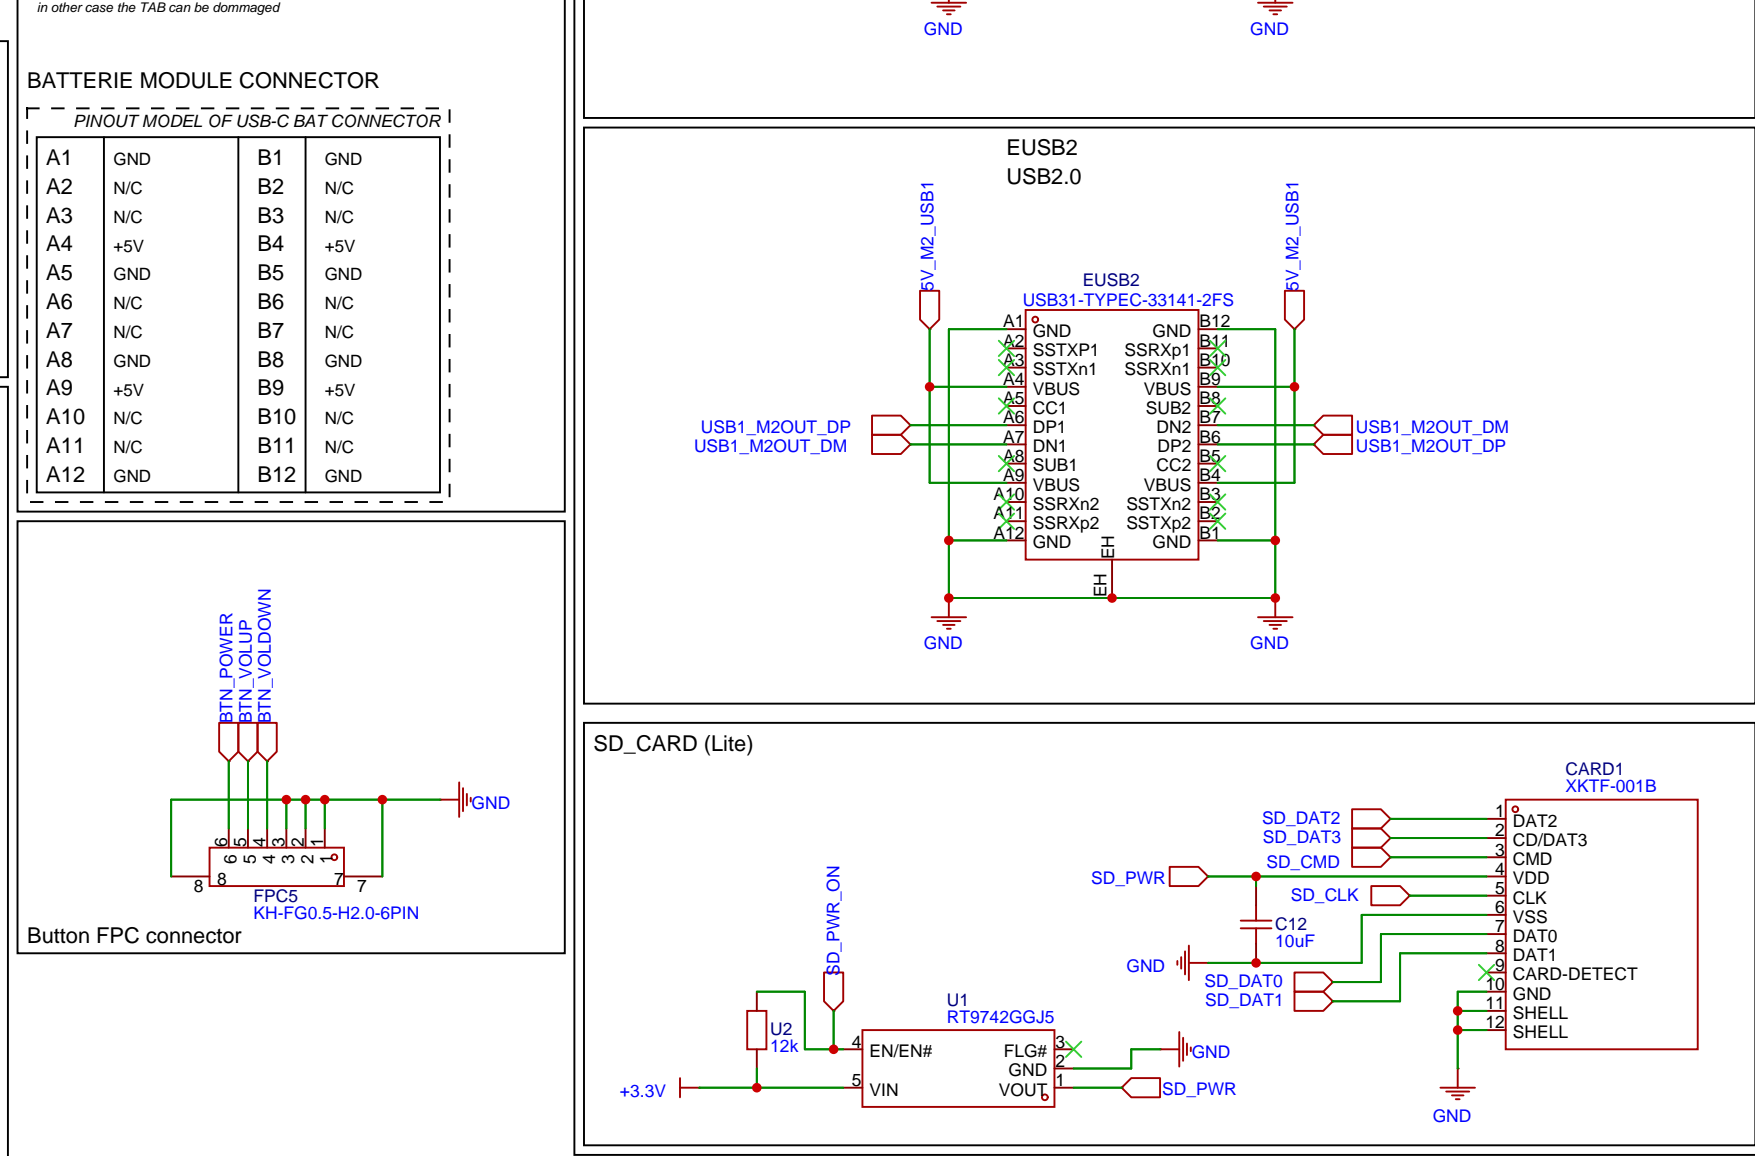 in other case the TAB can be dommaged
BATTERIE MODULE CONNECTOR
PINOUT MODEL OF USB-C BAT CONNECTOR
A1 GND B1 GND
A2 N/C B2 N/C
A3 N/C B3 N/C
A4 +5V B4 +5V
A5 GND B5 GND
A6 N/C B6 N/C
A7 N/C B7 N/C
A8 GND B8 GND
A9 +5V B9 +5V
A10 N/C B10 N/C
A11 N/C B11 N/C
A12 GND B12 GND
BTN_POWER
BTN_VOLUP
BTN_VOLDOWN
GND
6 5 4 3 2 1
6 5 4 3 2 1
8 8 7 7
FPC5
KH-FG0.5-H2.0-6PIN
Button FPC connector
GND GND
EUSB2
USB2.0
5V_M2_USB1 5V_M2_USB1
EUSB2
USB31-TYPEC-33141-2FS
A1 GND GND B12
A2 SSTXP1 SSRXp1 B11
A3 SSTXn1 SSRXn1 B10
A4 VBUS VBUS B9
A5 CC1 SUB2 B8
USB1_M2OUT_DP A6 DP1 DN2 B7 USB1_M2OUT_DM
USB1_M2OUT_DM A7 DN1 DP2 B6 USB1_M2OUT_DP
A8 SUB1 CC2 B5
A9 VBUS VBUS B4
A10 SSRXn2 SSTXn2 B3
A11 SSRXp2 SSTXp2 B2
A12 GND GND B1
EH
EH
GND GND
SD_CARD (Lite)
CARD1
XKTF-001B
SD_DAT2 1 DAT2
SD_DAT3 2 CD/DAT3
SD_CMD 3 CMD
SD_PWR 4 VDD
SD_CLK 5 CLK
6 VSS
7 DAT0
8 DAT1
9 CARD-DETECT
10 GND
11 SHELL
12 SHELL
C12
10uF
GND
SD_DAT0
SD_DAT1
GND
SD_PWR_ON
U2
12k
U1
RT9742GGJ5
4 EN/EN# FLG# 3
GND 2 GND
+3.3V 5 VIN VOUT 1 SD_PWR